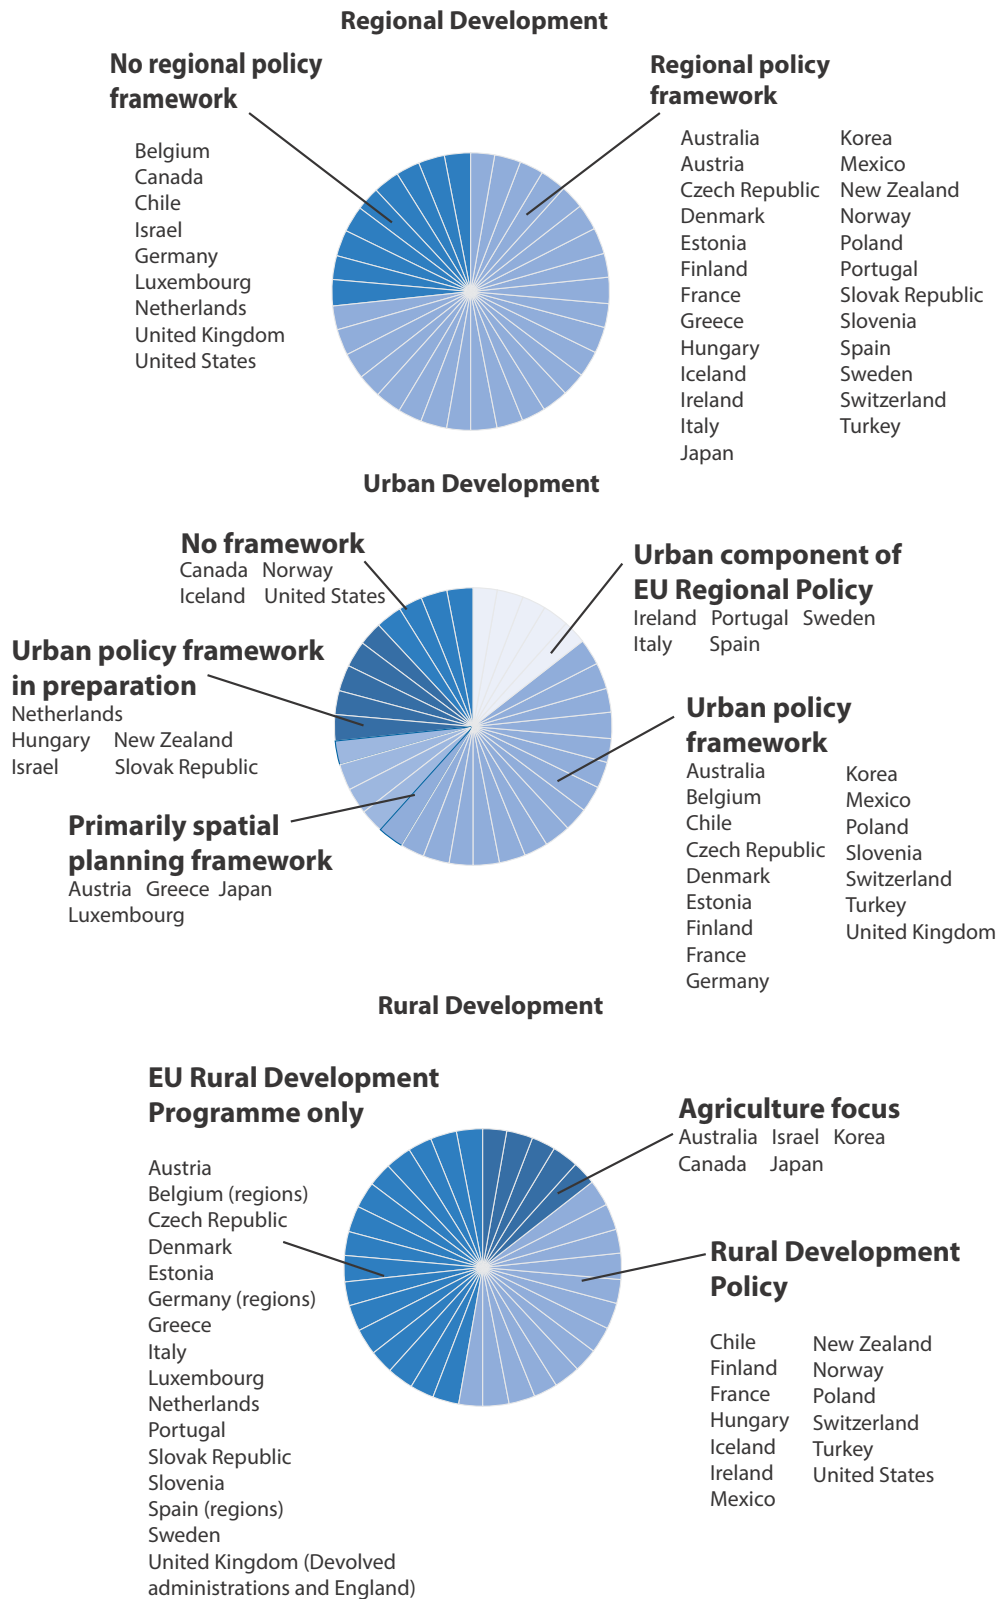 Regional Development
No regional policy
framework
Belgium
Canada
Chile
Israel
Germany
Luxembourg
Netherlands
United Kingdom
United States
Regional policy
framework
Australia
Austria
Czech Republic
Denmark
Estonia
Finland
France
Greece
Hungary
Iceland
Ireland
Italy
Japan
Korea
Mexico
New Zealand
Norway
Poland
Portugal
Slovak Republic
Slovenia
Spain
Sweden
Switzerland
Turkey
Urban Development
No framework
Canada Norway
Iceland United States
Urban policy framework
in preparation
Netherlands
Hungary New Zealand
Israel Slovak Republic
Primarily spatial
planning framework
Austria Greece Japan
Luxembourg
Urban component of
EU Regional Policy
Ireland Portugal Sweden
Italy Spain
Urban policy
framework
Australia
Belgium
Chile
Czech Republic
Denmark
Estonia
Finland
France
Germany
Korea
Mexico
Poland
Slovenia
Switzerland
Turkey
United Kingdom
Rural Development
EU Rural Development
Programme only
Austria
Belgium (regions)
Czech Republic
Denmark
Estonia
Germany (regions)
Greece
Italy
Luxembourg
Netherlands
Portugal
Slovak Republic
Slovenia
Spain (regions)
Sweden
United Kingdom (Devolved
administrations and England)
Agriculture focus
Australia Israel Korea
Canada Japan
Rural Development
Policy
Chile
Finland
France
Hungary
Iceland
Ireland
Mexico
New Zealand
Norway
Poland
Switzerland
Turkey
United States